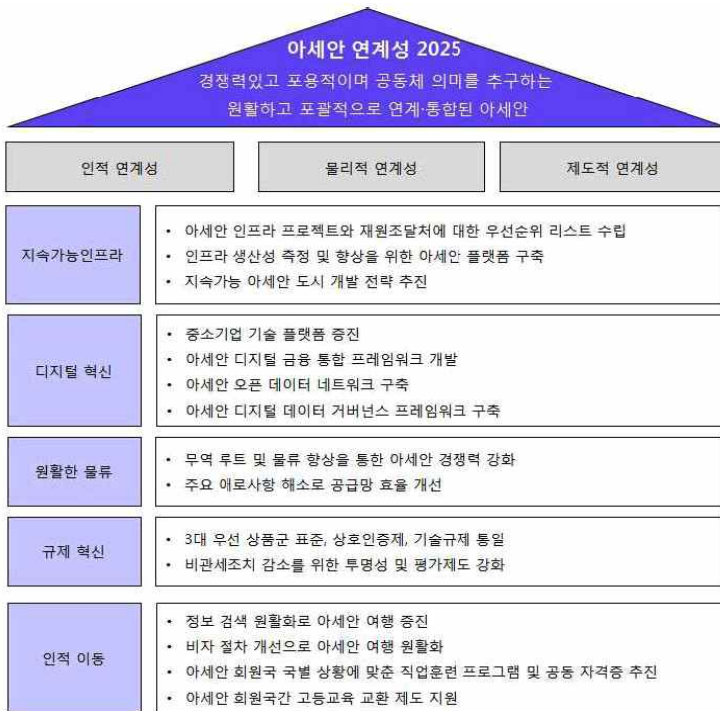 아세안 연계성 2025
경쟁력있고 포용적이며 공동체 의미를 추구하는
원활하고 포괄적으로 연계·통합된 아세안
인적 연계성
물리적 연계성
제도적 연계성
지속가능인프라
• 아세안 인프라 프로젝트와 재원조달처에 대한 우선순위 리스트 수립
• 인프라 생산성 측정 및 향상을 위한 아세안 플랫폼 구축
• 지속가능 아세안 도시 개발 전략 추진
디지털 혁신
• 중소기업 기술 플랫폼 증진
• 아세안 디지털 금융 통합 프레임워크 개발
• 아세안 오픈 데이터 네트워크 구축
• 아세안 디지털 데이터 거버넌스 프레임워크 구축
원활한 물류
• 무역 루트 및 물류 향상을 통한 아세안 경쟁력 강화
• 주요 애로사항 해소로 공급망 효율 개선
규제 혁신
• 3대 우선 상품군 표준, 상호인증제, 기술규제 통일
• 비관세조치 감소를 위한 투명성 및 평가제도 강화
인적 이동
• 정보 검색 원활화로 아세안 여행 증진
• 비자 절차 개선으로 아세안 여행 원활화
• 아세안 회원국 국별 상황에 맞춘 직업훈련 프로그램 및 공동 자격증 추진
• 아세안 회원국간 고등교육 교환 제도 지원